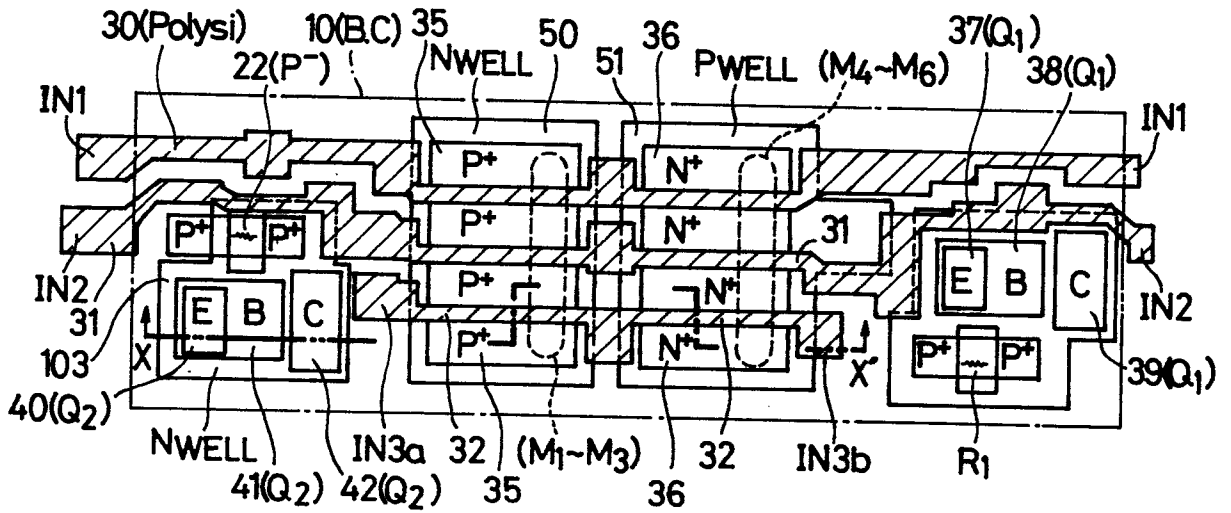 30(Polysi) 10(B.C) 35 50 36 37(Q1)
22(P-) NWELL 51 PWELL (M4~M6) 38(Q1)
IN1 IN1
P+ N+
P+ P+ P+ N+ 31
IN2 E B C IN2
31 E B C P+ N+
X P+ N+ X' P+ P+
103 39(Q1)
40(Q2)
NWELL IN3a 32 (M1~M3) 32 IN3b R1
41(Q2) 42(Q2) 35 36